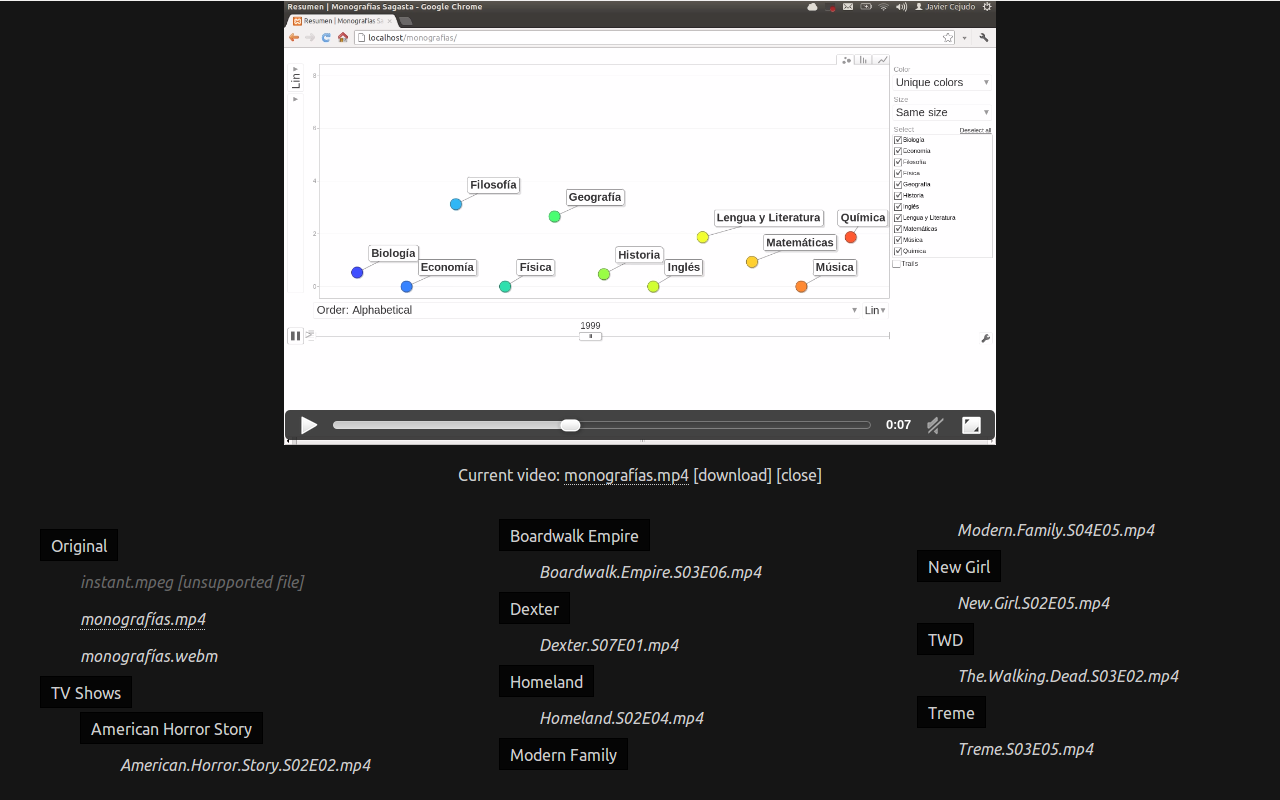 Resumen | Monografías Sagasta - Google Chrome
Javier Cejudo
Resumen | Monografías Sa
localhost/monografias/
Lin
8
6
4
2
0
Filosofía
Geografía
Lengua y Literatura
Química
Matemáticas
Biología
Historia
Economía
Física
Inglés
Música
Order: Alphabetical
Lin
1999
Color
Unique colors
Size
Same size
Select
Deselect all
Biología
Economía
Filosofía
Física
Geografía
Historia
Inglés
Lengua y Literatura
Matemáticas
Música
Química
Trails
0:07
Current video: monografías.mp4 [download] [close]
Original
instant.mpeg [unsupported file]
monografías.mp4
monografías.webm
TV Shows
American Horror Story
American.Horror.Story.S02E02.mp4
Boardwalk Empire
Boardwalk.Empire.S03E06.mp4
Dexter
Dexter.S07E01.mp4
Homeland
Homeland.S02E04.mp4
Modern Family
Modern.Family.S04E05.mp4
New Girl
New.Girl.S02E05.mp4
TWD
The.Walking.Dead.S03E02.mp4
Treme
Treme.S03E05.mp4